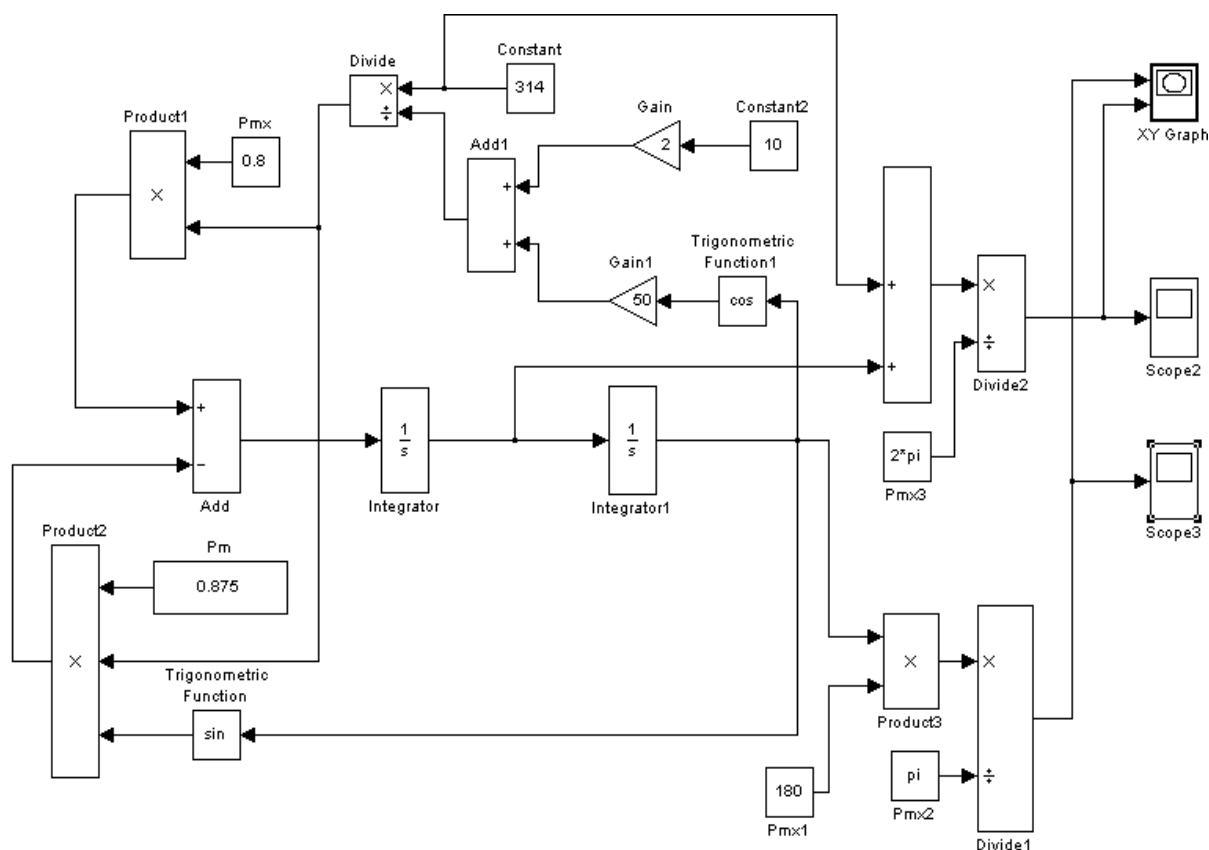 Divide
Constant
×
÷
314
Product1
Pmx
0.8
×
Gain
2
Constant2
10
Add1
+
+
XY Graph
Gain1
50
Trigonometric
Function1
cos
+
+
×
÷
Divide2
Scope2
+
−
Add
1
s
Integrator
1
s
Integrator1
2*pi
Pmx3
Scope3
Product2
×
Pm
0.875
Trigonometric
Function
sin
×
Product3
180
Pmx1
pi
Pmx2
×
÷
Divide1